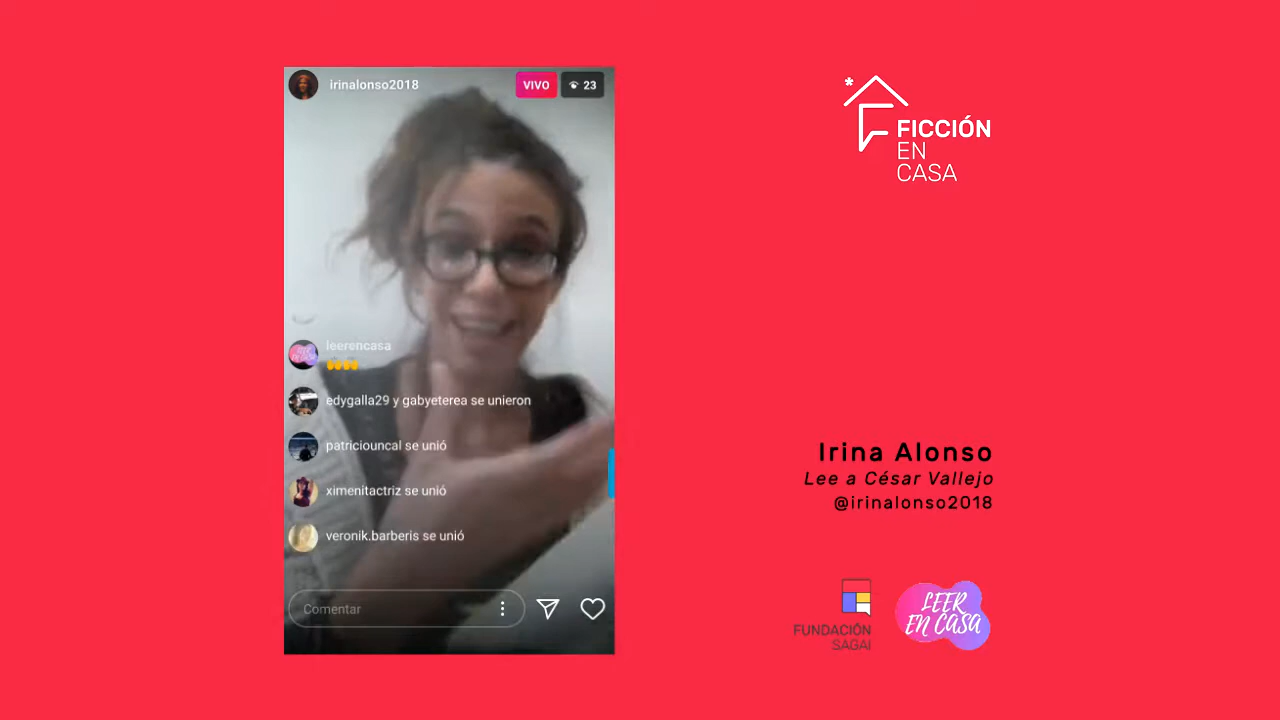 irinalonso2018
VIVO
23
leerencasa
edygalla29 y gabyeterea se unieron
patriciouncal se unió
ximenitactriz se unió
veronik.barberis se unió
Comentar
* FICCIÓN
EN
CASA
Irina Alonso
Lee a César Vallejo
@irinalonso2018
FUNDACIÓN
SAGAI
LEER
EN CASA